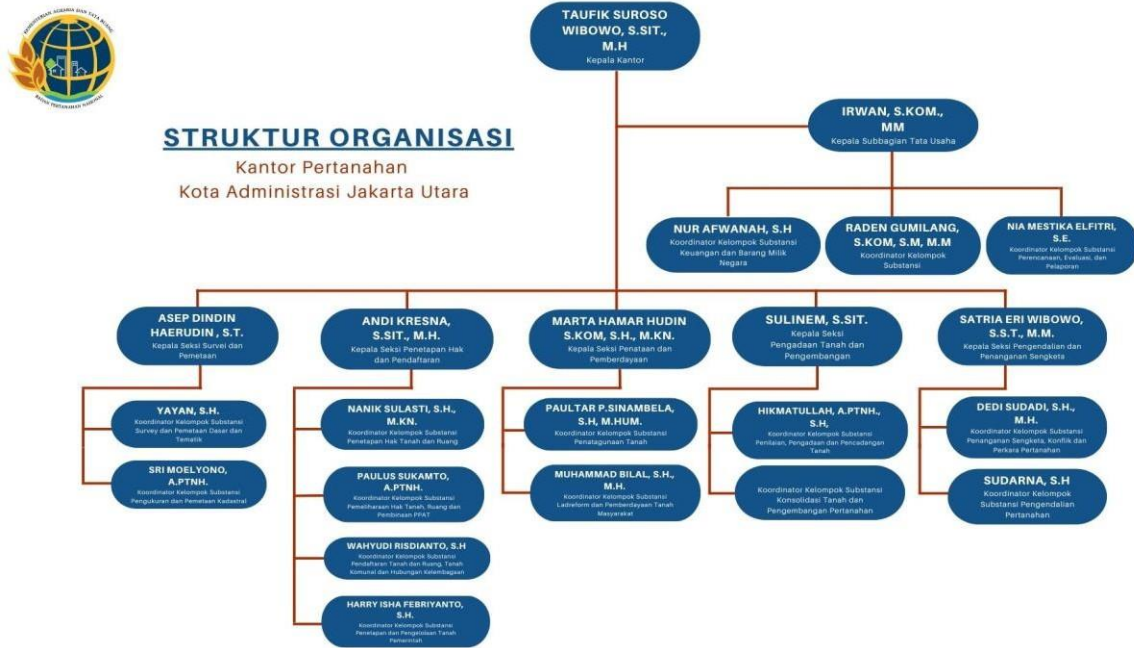 KEMENTERIAN AGRARIA DAN TATA RUANG
BADAN PERTANAHAN NASIONAL
STRUKTUR ORGANISASI
Kantor Pertanahan
Kota Administrasi Jakarta Utara
TAUFIK SUROSO
WIBOWO, S.SIT.,
M.H
Kepala Kantor
IRWAN, S.KOM.,
MM
Kepala Subbagian Tata Usaha
NUR AFWANAH, S.H
Koordinator Kelompok Substansi
Keuangan dan Barang Milik
Negara
RADEN GUMILANG,
S.KOM, S.M, M.M
Koordinator Kelompok
Substansi
NIA MESTIKA ELFITRI,
S.E.
Koordinator Kelompok Substansi
Perencanaan, Evaluasi, dan
Pelaporan
ASEP DINDIN
HAERUDIN , S.T.
Kepala Seksi Survei dan
Pemetaan
YAYAN, S.H.
Koordinator Kelompok Substansi
Survey dan Pemetaan Dasar dan
Tematik
SRI MOELYONO,
A.PTNH.
Koordinator Kelompok Substansi
Pengukuran dan Pemetaan Kadastral
ANDI KRESNA,
S.SIT., M.H.
Kepala Seksi Penetapan Hak
dan Pendaftaran
NANIK SULASTI, S.H.,
M.KN.
Koordinator Kelompok Substansi
Penetapan Hak Tanah dan Ruang
PAULUS SUKAMTO,
A.PTNH.
Koordinator Kelompok Substansi
Pemeliharaan Hak Tanah, Ruang dan
Pembinaan PPAT
WAHYUDI RISDIANTO, S.H
Koordinator Kelompok Substansi
Pendaftaran Tanah dan Ruang, Tanah
Komunal dan Hubungan Kelembagaan
HARRY ISHA FEBRIYANTO,
S.H.
Koordinator Kelompok Substansi
Penetapan dan Pengelolaan Tanah
Pemerintah
MARTA HAMAR HUDIN
S.KOM, S.H., M.KN.
Kepala Seksi Penataan dan
Pemberdayaan
PAULTAR P.SINAMBELA,
S.H, M.HUM.
Koordinator Kelompok Substansi
Penatagunaan Tanah
MUHAMMAD BILAL, S.H.,
M.H.
Koordinator Kelompok Substansi
Ladreform dan Pemberdayaan Tanah
Masyarakat
SULINEM, S.SIT.
Kepala Seksi
Pengadaan Tanah dan
Pengembangan
HIKMATULLAH, A.PTNH.,
S.H,
Koordinator Kelompok Substansi
Penilaian, Pengadaan dan Pencadangan
Tanah
Koordinator Kelompok Substansi
Konsolidasi Tanah dan
Pengembangan Pertanahan
SATRIA ERI WIBOWO,
S.S.T., M.M.
Kepala Seksi Pengendalian dan
Penanganan Sengketa
DEDI SUDADI, S.H.,
M.H.
Koordinator Kelompok Substansi
Penanganan Sengketa, Konflik dan
Perkara Pertanahan
SUDARNA, S.H
Koordinator Kelompok
Substansi Pengendalian
Pertanahan